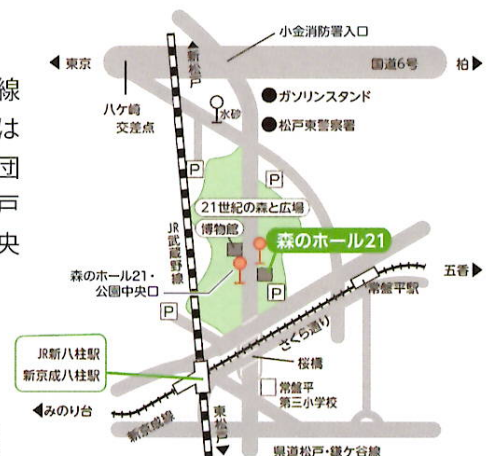 小金消防署入口
◀東京
新松戸
国道6号
柏▶
線
八ケ崎
交差点
水砂
●ガソリンスタンド
は
●松戸東警察署
団
P
P
戸
21世紀の森と広場
央
博物館
森のホール21
JR武蔵野線
森のホール21・
公園中央口
P
五香▶
常盤平駅
P
さくら通り
JR新八柱駅
新京成八柱駅
桜橋
常盤平
第三小学校
◀みのり台
新京成線
東松戸
県道松戸・鎌ケ谷線